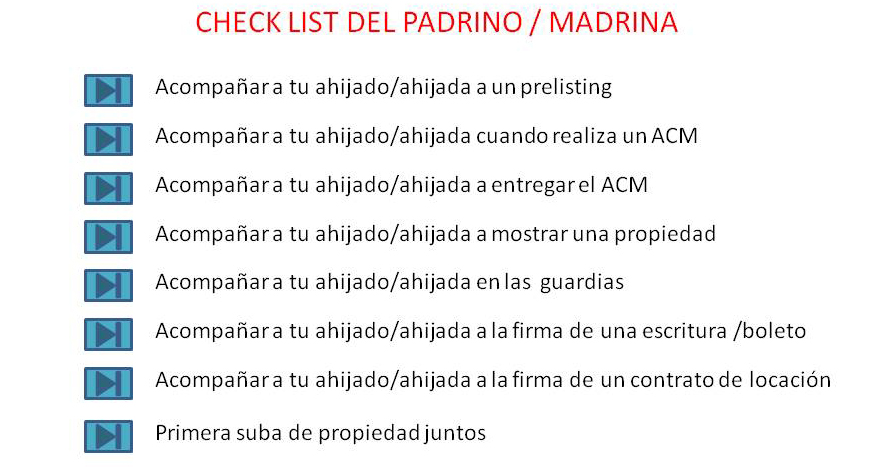 CHECK LIST DEL PADRINO / MADRINA
Acompañar a tu ahijado/ahijada a un prelisting
Acompañar a tu ahijado/ahijada cuando realiza un ACM
Acompañar a tu ahijado/ahijada a entregar el ACM
Acompañar a tu ahijado/ahijada a mostrar una propiedad
Acompañar a tu ahijado/ahijada en las guardias
Acompañar a tu ahijado/ahijada a la firma de una escritura /boleto
Acompañar a tu ahijado/ahijada a la firma de un contrato de locación
Primera suba de propiedad juntos